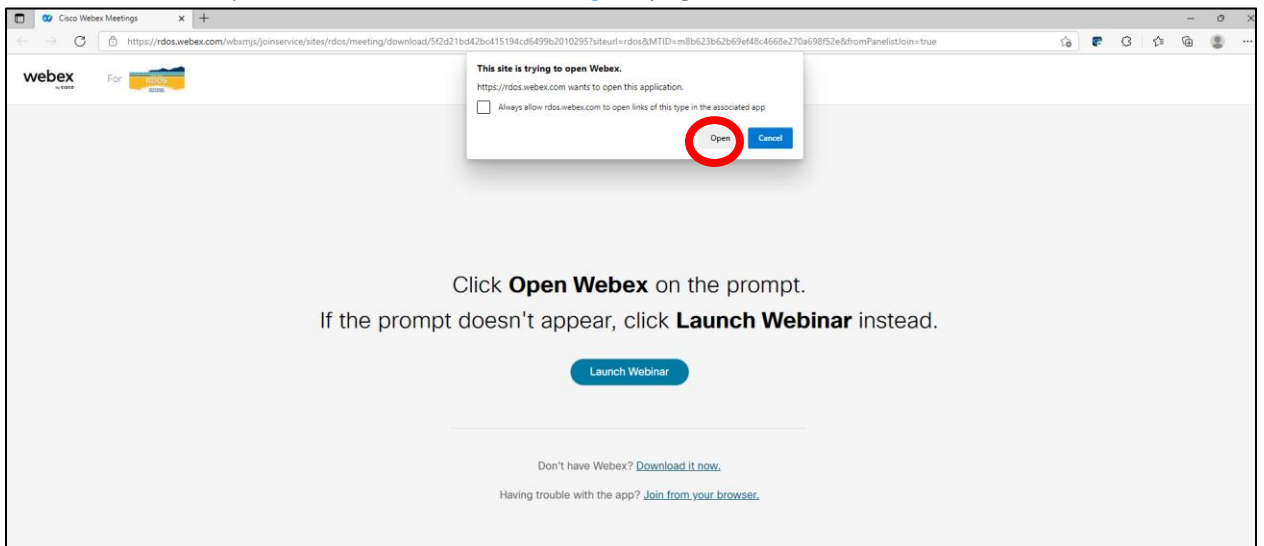 Cisco Webex Meetings
https://rdos.webex.com/wbxmjs/joinservice/sites/rdos/meeting/download/5f2d21bd42bc415194cd6499b2010295?siteurl=rdos&MTID=m8b623b62b69ef48c4668e270a698f52e&fromPanelistJoin=true
webex
by CISCO
For
RDOS
This site is trying to open Webex.
https://rdos.webex.com wants to open this application.
Always allow rdos.webex.com to open links of this type in the associated app
Open Cancel
Click Open Webex on the prompt.
If the prompt doesn't appear, click Launch Webinar instead.
Launch Webinar
Don't have Webex? Download it now.
Having trouble with the app? Join from your browser.